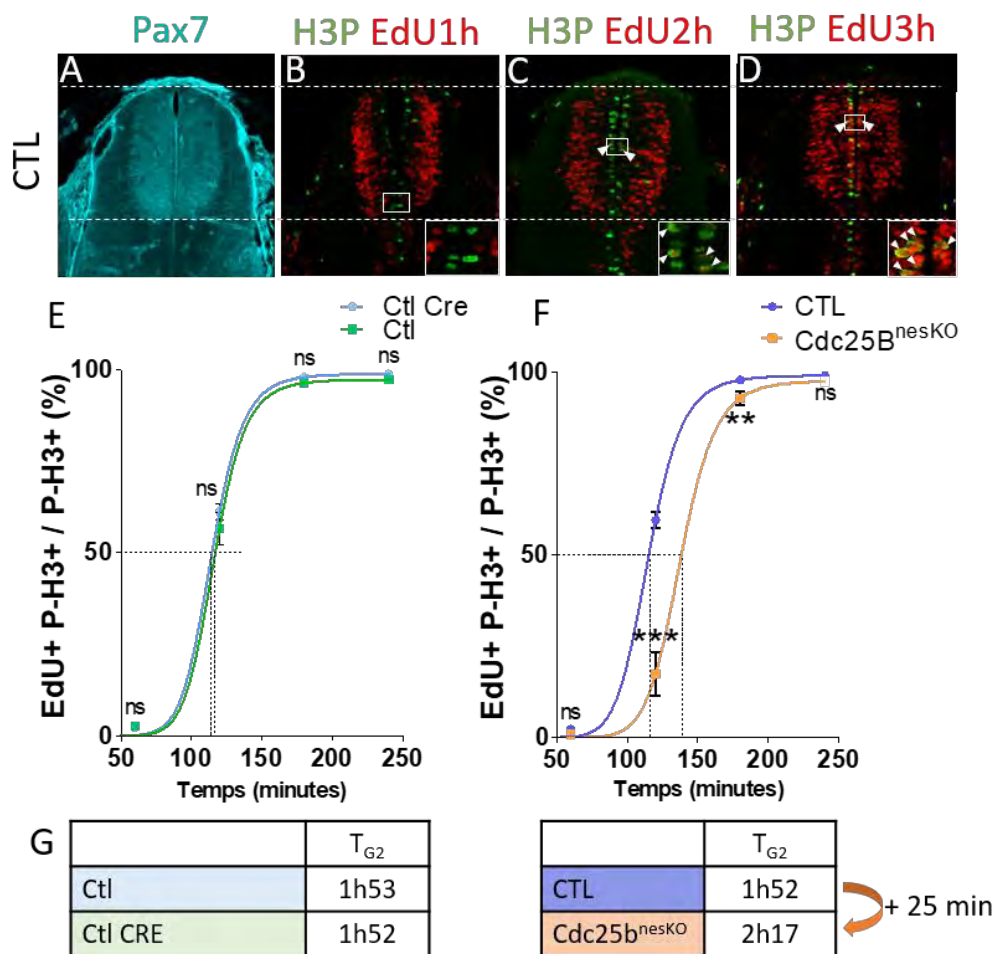 Pax7
H3P EdU1h
H3P EdU2h
H3P EdU3h
CTL
A
B
C
D
E
Ctl Cre
Ctl
EdU+ P-H3+ / P-H3+ (%)
100
50
0
ns
ns
ns
ns
50
100
150
200
250
Temps (minutes)
F
CTL
Cdc25B^nesKO
EdU+ P-H3+ / P-H3+ (%)
100
50
0
ns
***
**
ns
50
100
150
200
250
Temps (minutes)
G
T_G2
Ctl 1h53
Ctl CRE 1h52
T_G2
CTL 1h52
Cdc25b^nesKO 2h17
+ 25 min